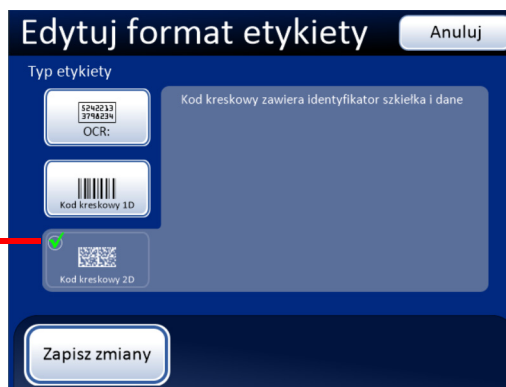 Edytuj format etykiety
Anuluj
Typ etykiety
5242213
3798234
OCR:
Kod kreskowy zawiera identyfikator szkiełka i dane
Kod kreskowy 1D
Kod kreskowy 2D
Zapisz zmiany